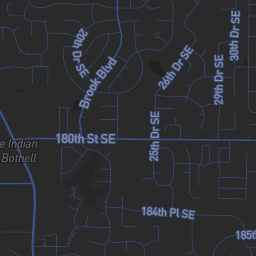 20th Dr SE
Brook Blvd
26th Dr SE
29th Dr SE
30th Dr SE
25th Dr SE
180th St SE
e Indian
Bothell
184th Pl SE
185t